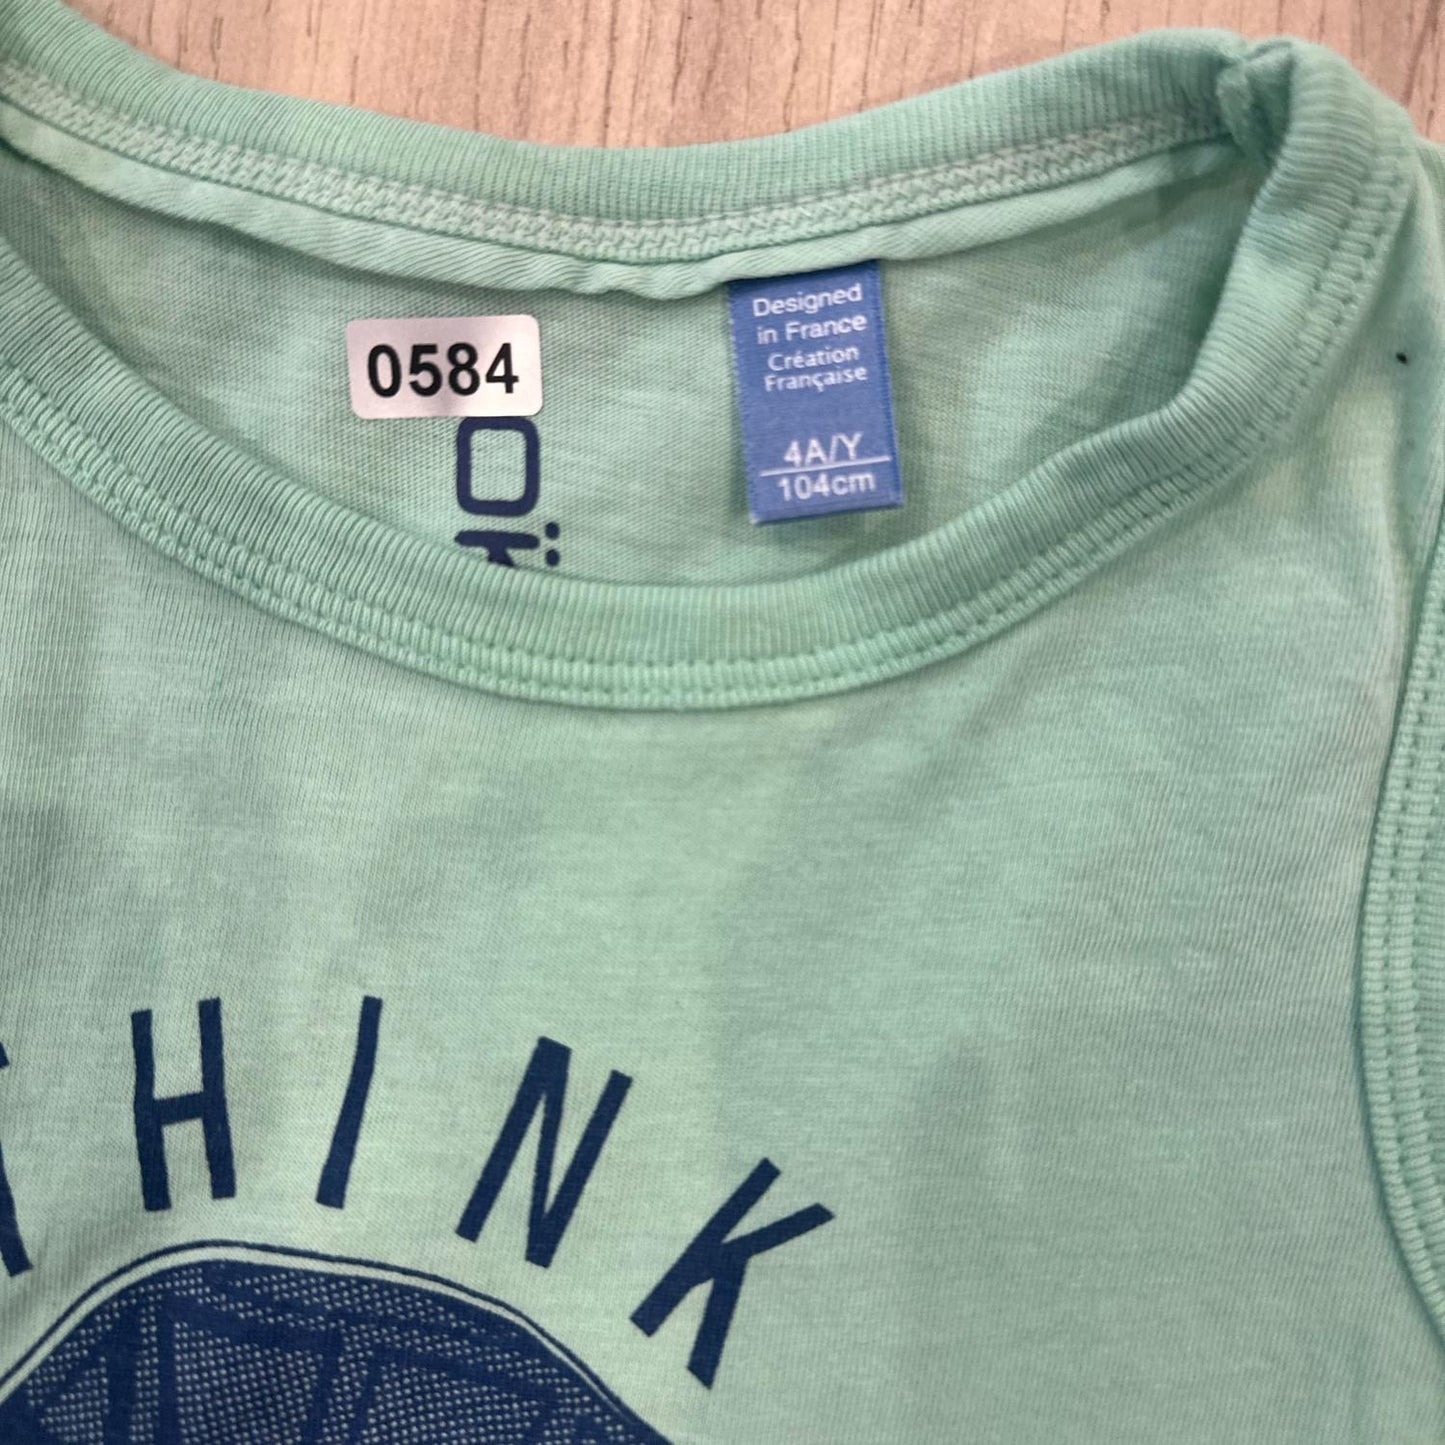 0584
Designed
in France
Création
Française
4A/Y
104cm
THINK